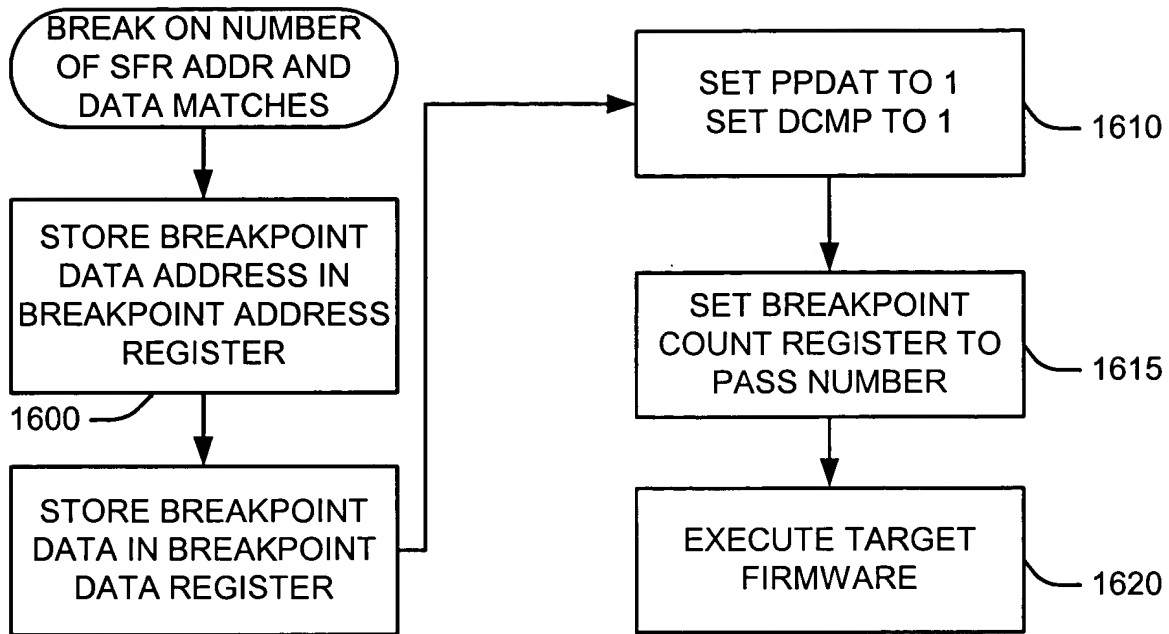 BREAK ON NUMBER
OF SFR ADDR AND
DATA MATCHES
STORE BREAKPOINT
DATA ADDRESS IN
BREAKPOINT ADDRESS
REGISTER
1600
STORE BREAKPOINT
DATA IN BREAKPOINT
DATA REGISTER
SET PPDAT TO 1
SET DCMP TO 1
1610
SET BREAKPOINT
COUNT REGISTER TO
PASS NUMBER
1615
EXECUTE TARGET
FIRMWARE
1620